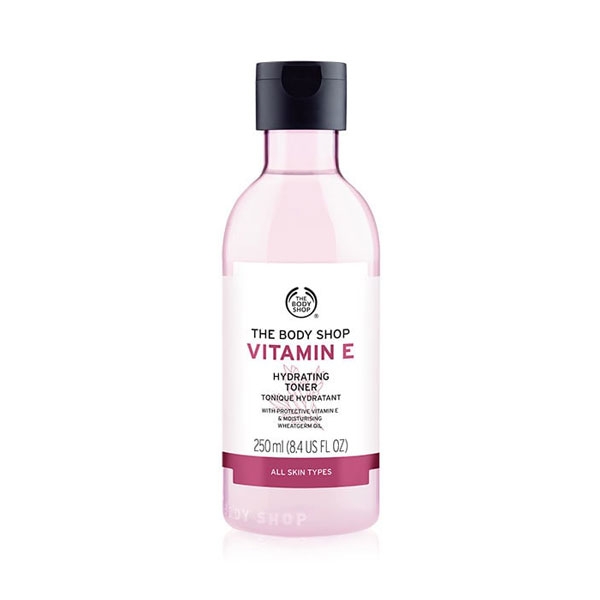 THE
BODY
SHOP
®
THE BODY SHOP
VITAMIN E
HYDRATING
TONER
TONIQUE HYDRATANT
WITH PROTECTIVE VITAMIN E
& MOISTURISING
WHEATGERM OIL
250 ml (8.4 US FL OZ)
ALL SKIN TYPES
ODY SHOP